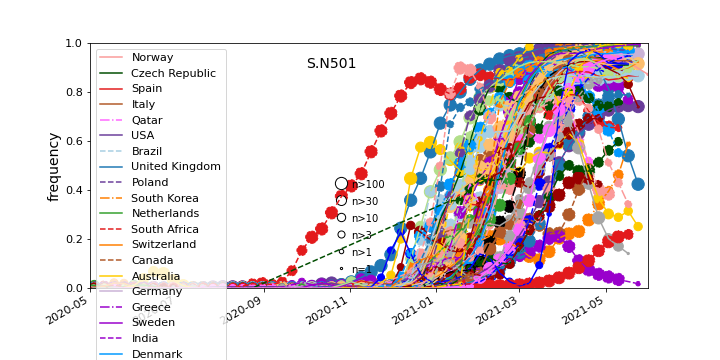 S.N501
frequency
1.0
0.8
0.6
0.4
0.2
0.0
Norway
Czech Republic
Spain
Italy
Qatar
USA
Brazil
United Kingdom
Poland
South Korea
Netherlands
South Africa
Switzerland
Canada
Australia
Germany
Greece
Sweden
India
Denmark
n>100
n>30
n>10
n>3
n>1
n=1
2020-05
2020-09
2020-11
2021-01
2021-03
2021-05